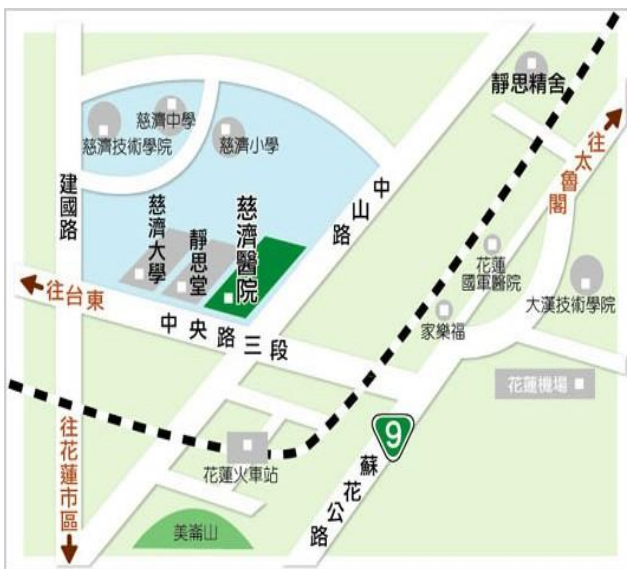 靜思精舍
慈濟中學
慈濟技術學院
慈濟小學
往太魯閣
建國路
中山路
慈濟大學
靜思堂
慈濟醫院
花蓮
國軍醫院
大漢技術學院
往台東
中央路三段
家樂福
花蓮機場
9
蘇花公路
往花蓮市區
花蓮火車站
美崙山